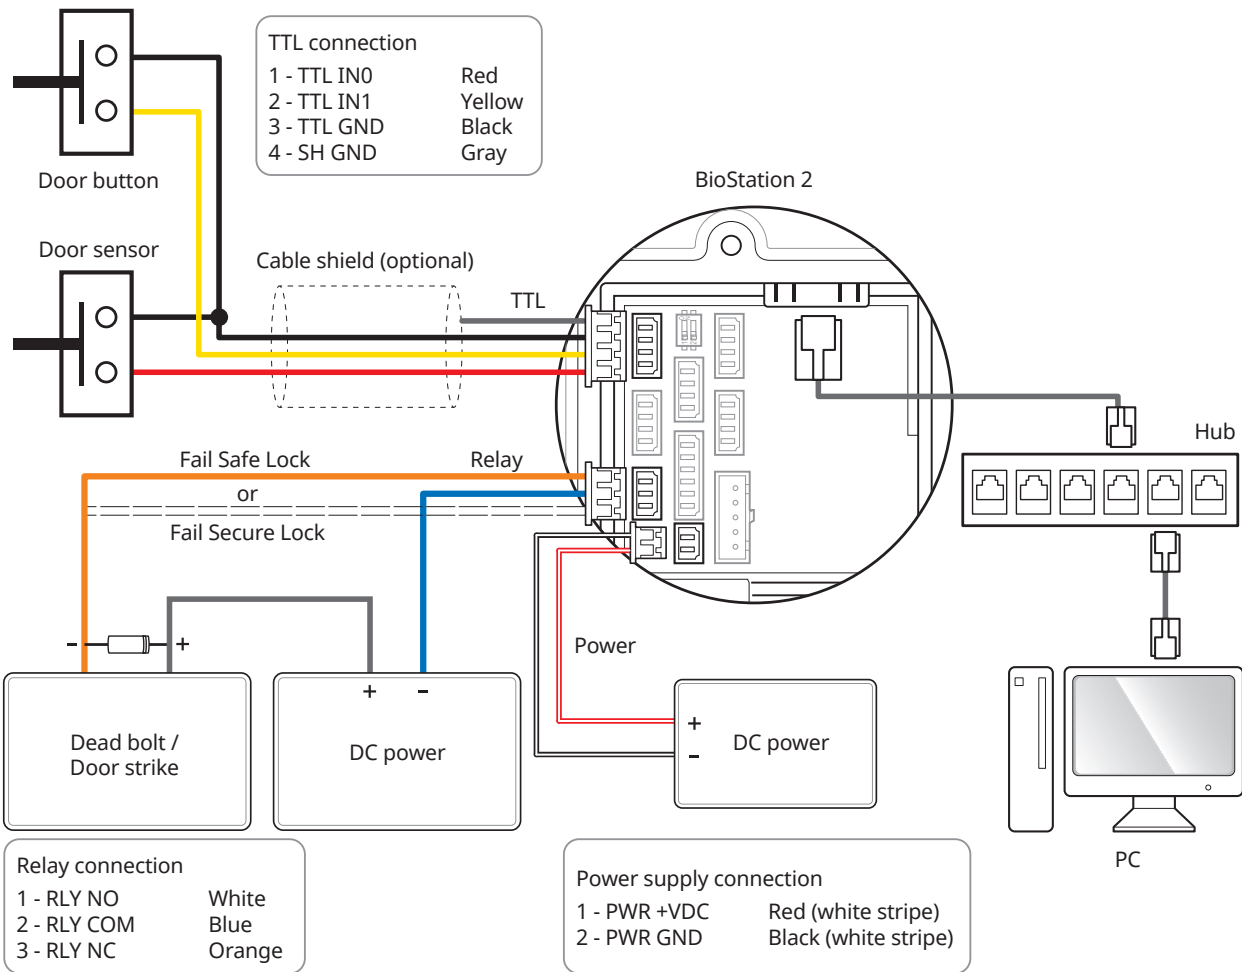 TTL connection
1 - TTL IN0 Red
2 - TTL IN1 Yellow
3 - TTL GND Black
4 - SH GND Gray
Door button
BioStation 2
Door sensor
Cable shield (optional)
TTL
Hub
Fail Safe Lock
Relay
or
Fail Secure Lock
- +
Power
+ -
Dead bolt /
Door strike
DC power
+
DC power
-
PC
Relay connection
1 - RLY NO White
2 - RLY COM Blue
3 - RLY NC Orange
Power supply connection
1 - PWR +VDC Red (white stripe)
2 - PWR GND Black (white stripe)